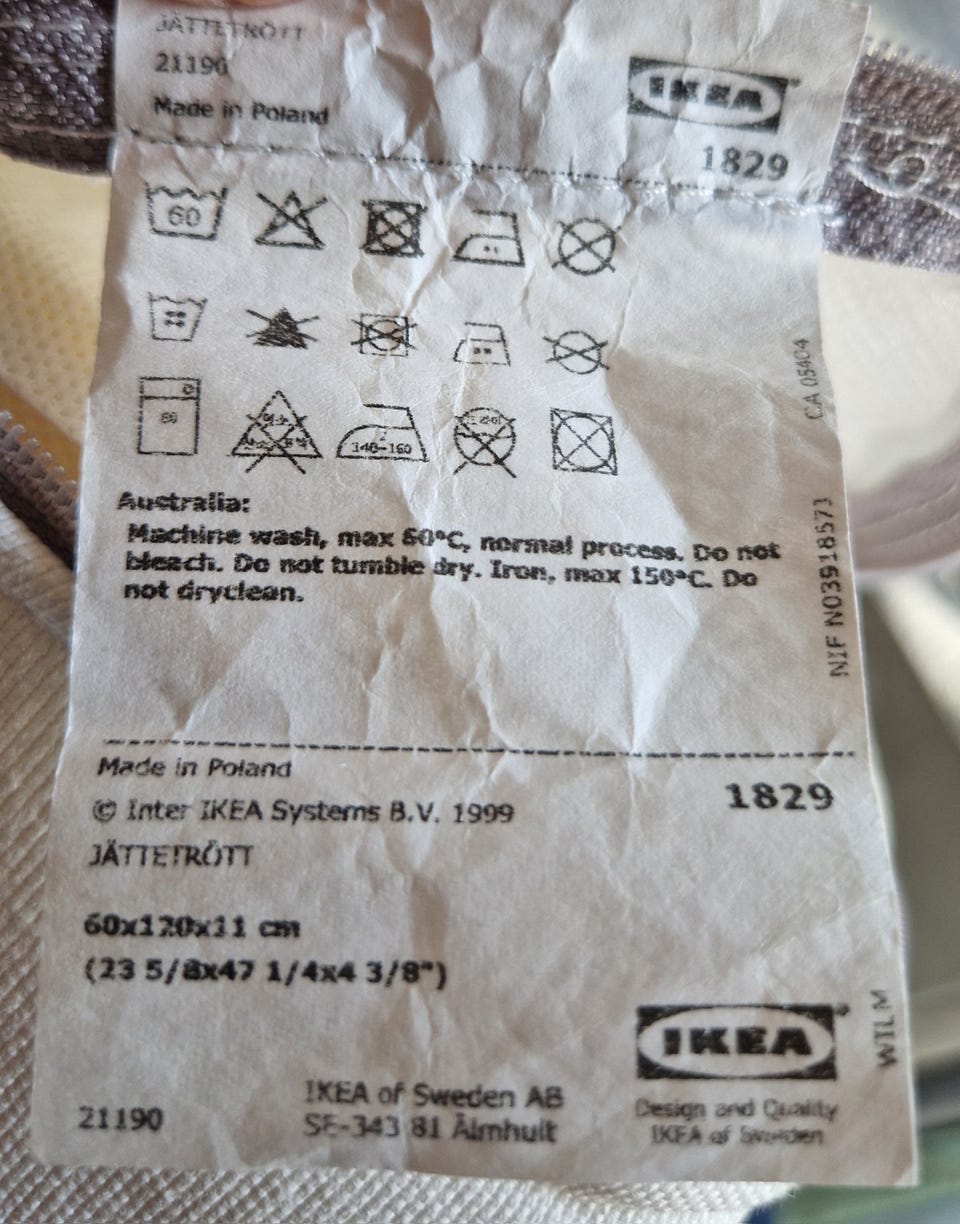 JÄTTETRÖTT
21190
Made in Poland
IKEA
1829
60
140-160
Australia:
Machine wash, max 60°C, normal process. Do not
bleach. Do not tumble dry. Iron, max 150°C. Do
not dryclean.
CA 05404
NIF N0391857J
Made in Poland
1829
© Inter IKEA Systems B.V. 1999
JÄTTETRÖTT
60x120x11 cm
(23 5/8x47 1/4x4 3/8")
WTLM
IKEA
Design and Quality
IKEA of Sweden
IKEA of Sweden AB
SE-343 81 Älmhult
21190